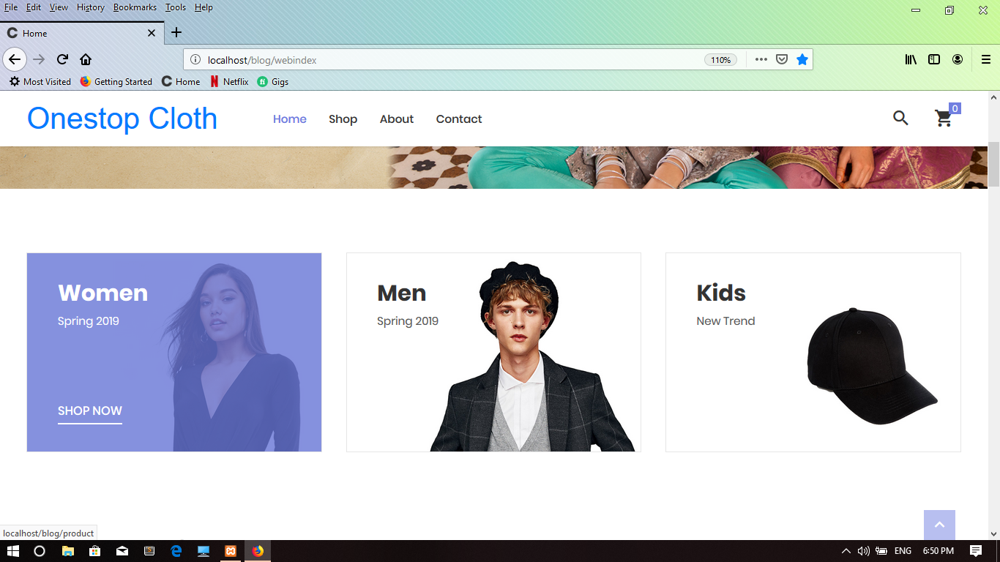 File Edit View History Bookmarks Tools Help
Home
localhost/blog/webindex 110%
Most Visited Getting Started Home Netflix Gigs
Onestop Cloth Home Shop About Contact 0
Women
Spring 2019
SHOP NOW
Men
Spring 2019
Kids
New Trend
localhost/blog/product
ENG 6:50 PM